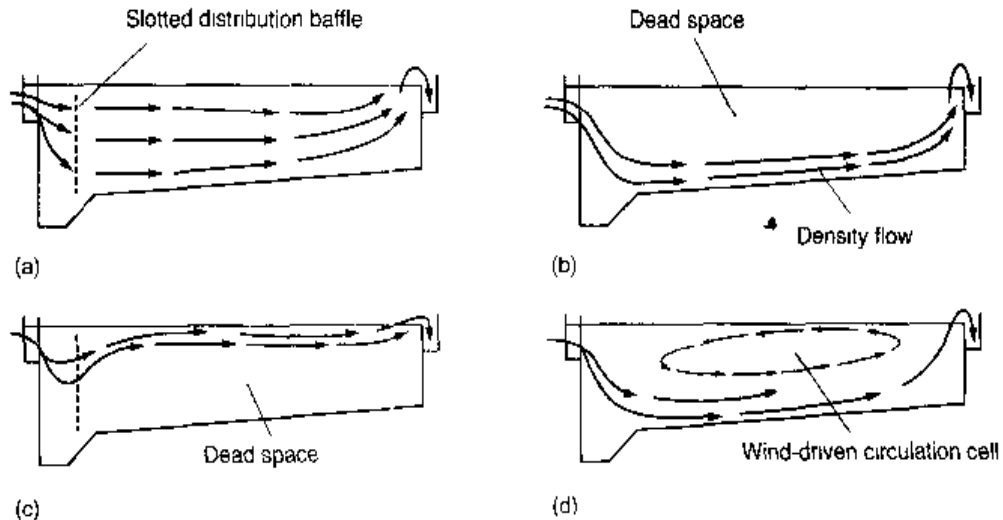 Slotted distribution baffle
Dead space
Density flow
(a)
(b)
Dead space
Wind-driven circulation cell
(c)
(d)